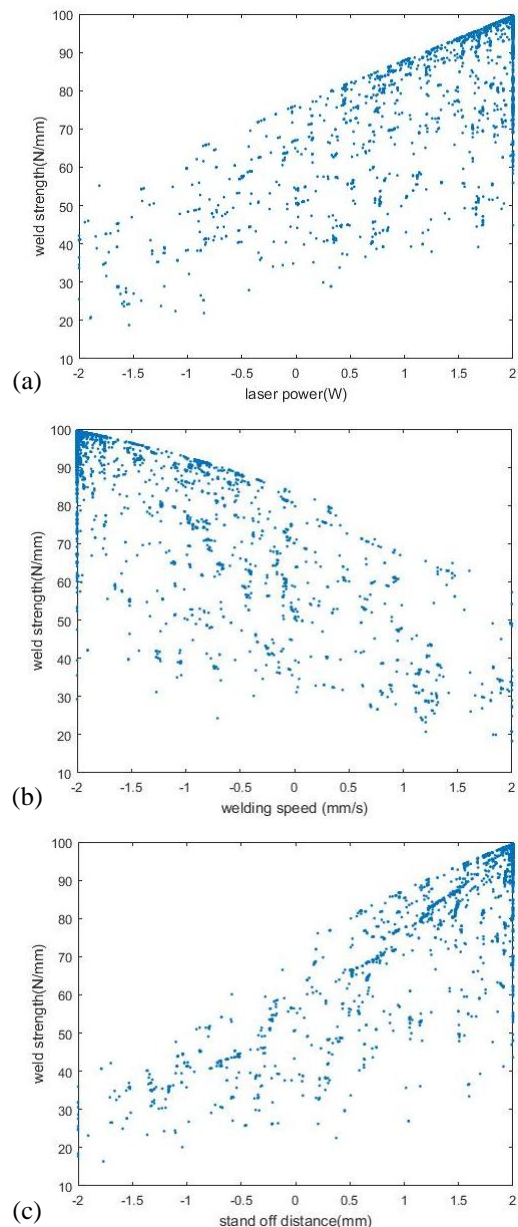 100
90
80
70
60
50
40
30
20
10
weld strength(N/mm)
-2 -1.5 -1 -0.5 0 0.5 1 1.5 2
laser power(W)
(a)
100
90
80
70
60
50
40
30
20
10
weld strength(N/mm)
-2 -1.5 -1 -0.5 0 0.5 1 1.5 2
welding speed (mm/s)
(b)
100
90
80
70
60
50
40
30
20
10
weld strength(N/mm)
-2 -1.5 -1 -0.5 0 0.5 1 1.5 2
stand off distance(mm)
(c)